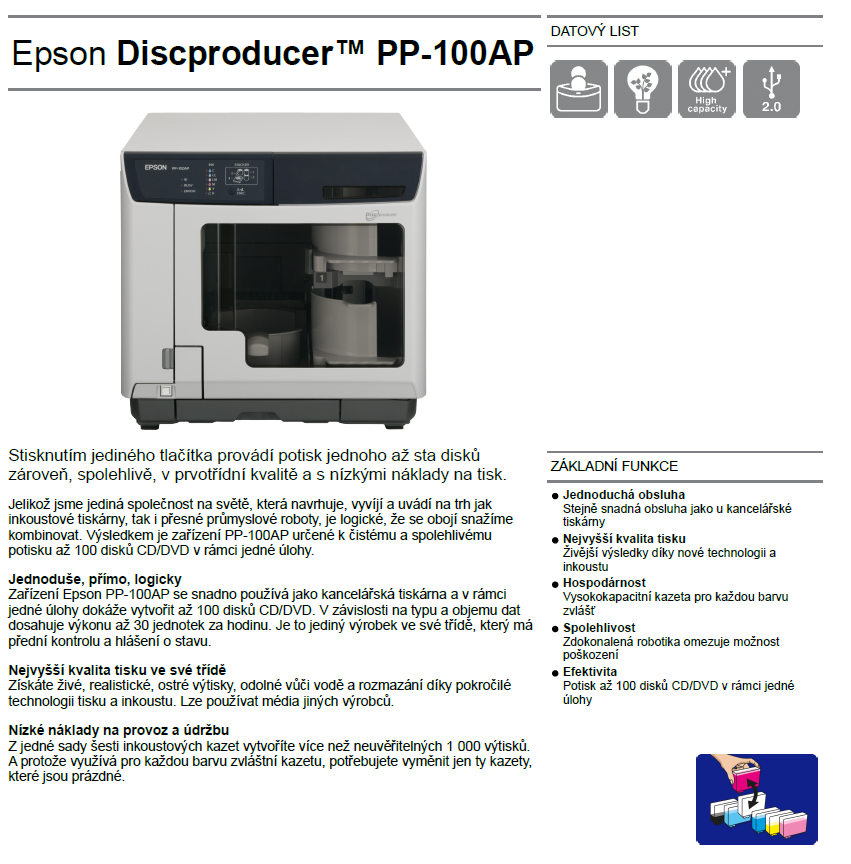 Epson Discproducer™ PP-100AP
DATOVÝ LIST
High
capacity
2.0
EPSON PP-100AP
Discproducer
Stisknutím jediného tlačítka provádí potisk jednoho až sta disků
zároveň, spolehlivě, v prvotřídní kvalitě a s nízkými náklady na tisk.
Jelikož jsme jediná společnost na světě, která navrhuje, vyvíjí a uvádí na trh jak
inkoustové tiskárny, tak i přesné průmyslové roboty, je logické, že se obojí snažíme
kombinovat. Výsledkem je zařízení PP-100AP určené k čistému a spolehlivému
potisku až 100 disků CD/DVD v rámci jedné úlohy.
Jednoduše, přímo, logicky
Zařízení Epson PP-100AP se snadno používá jako kancelářská tiskárna a v rámci
jedné úlohy dokáže vytvořit až 100 disků CD/DVD. V závislosti na typu a objemu dat
dosahuje výkonu až 30 jednotek za hodinu. Je to jediný výrobek ve své třídě, který má
přední kontrolu a hlášení o stavu.
Nejvyšší kvalita tisku ve své třídě
Získáte živé, realistické, ostré výtisky, odolné vůči vodě a rozmazání díky pokročilé
technologii tisku a inkoustu. Lze používat média jiných výrobců.
Nízké náklady na provoz a údržbu
Z jedné sady šesti inkoustových kazet vytvoříte více než neuvěřitelných 1 000 výtisků.
A protože využívá pro každou barvu zvláštní kazetu, potřebujete vyměnit jen ty kazety,
které jsou prázdné.
ZÁKLADNÍ FUNKCE
● Jednoduchá obsluha
Stejně snadná obsluha jako u kancelářské
tiskárny
● Nejvyšší kvalita tisku
Živější výsledky díky nové technologii a
inkoustu
● Hospodárnost
Vysokokapacitní kazeta pro každou barvu
zvlášť
● Spolehlivost
Zdokonalená robotika omezuje možnost
poškození
● Efektivita
Potisk až 100 disků CD/DVD v rámci jedné
úlohy